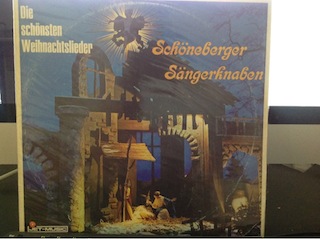 Die
schönsten
Weihnachtslieder
Schöneberger
Sängerknaben